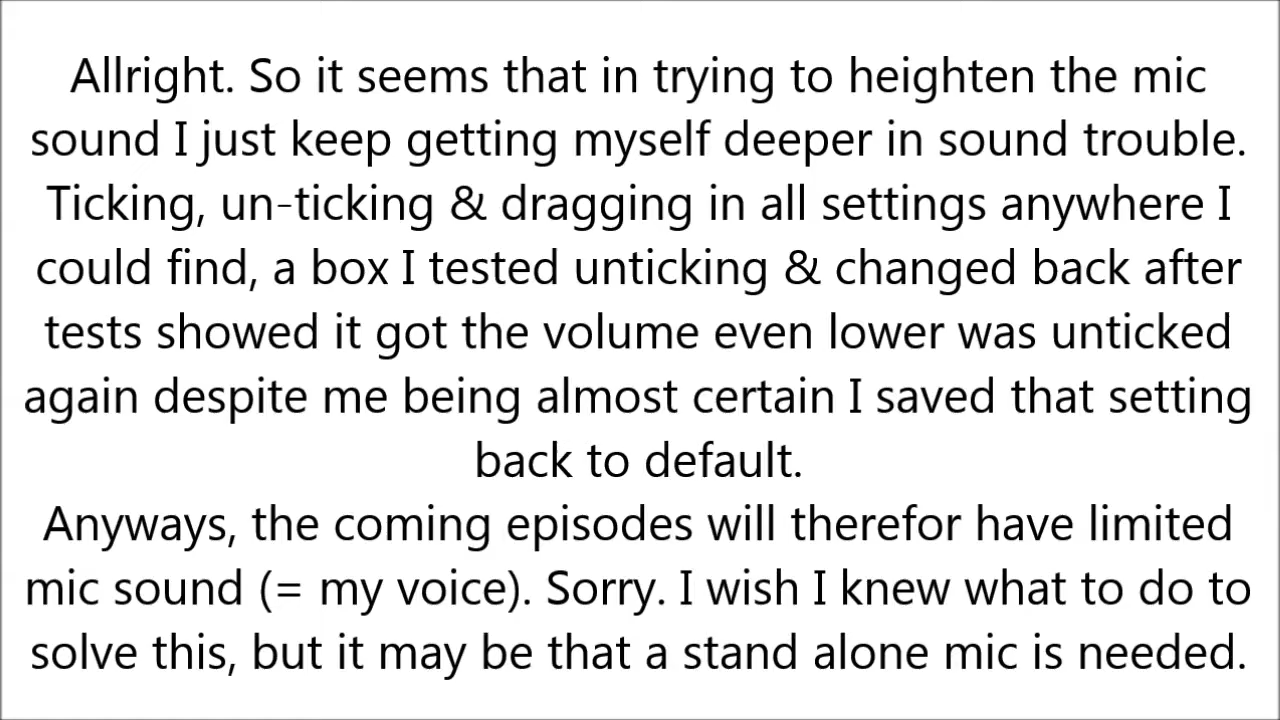 Allright. So it seems that in trying to heighten the mic
sound I just keep getting myself deeper in sound trouble.
Ticking, un-ticking & dragging in all settings anywhere I
could find, a box I tested unticking & changed back after
tests showed it got the volume even lower was unticked
again despite me being almost certain I saved that setting
back to default.
Anyways, the coming episodes will therefor have limited
mic sound (= my voice). Sorry. I wish I knew what to do to
solve this, but it may be that a stand alone mic is needed.